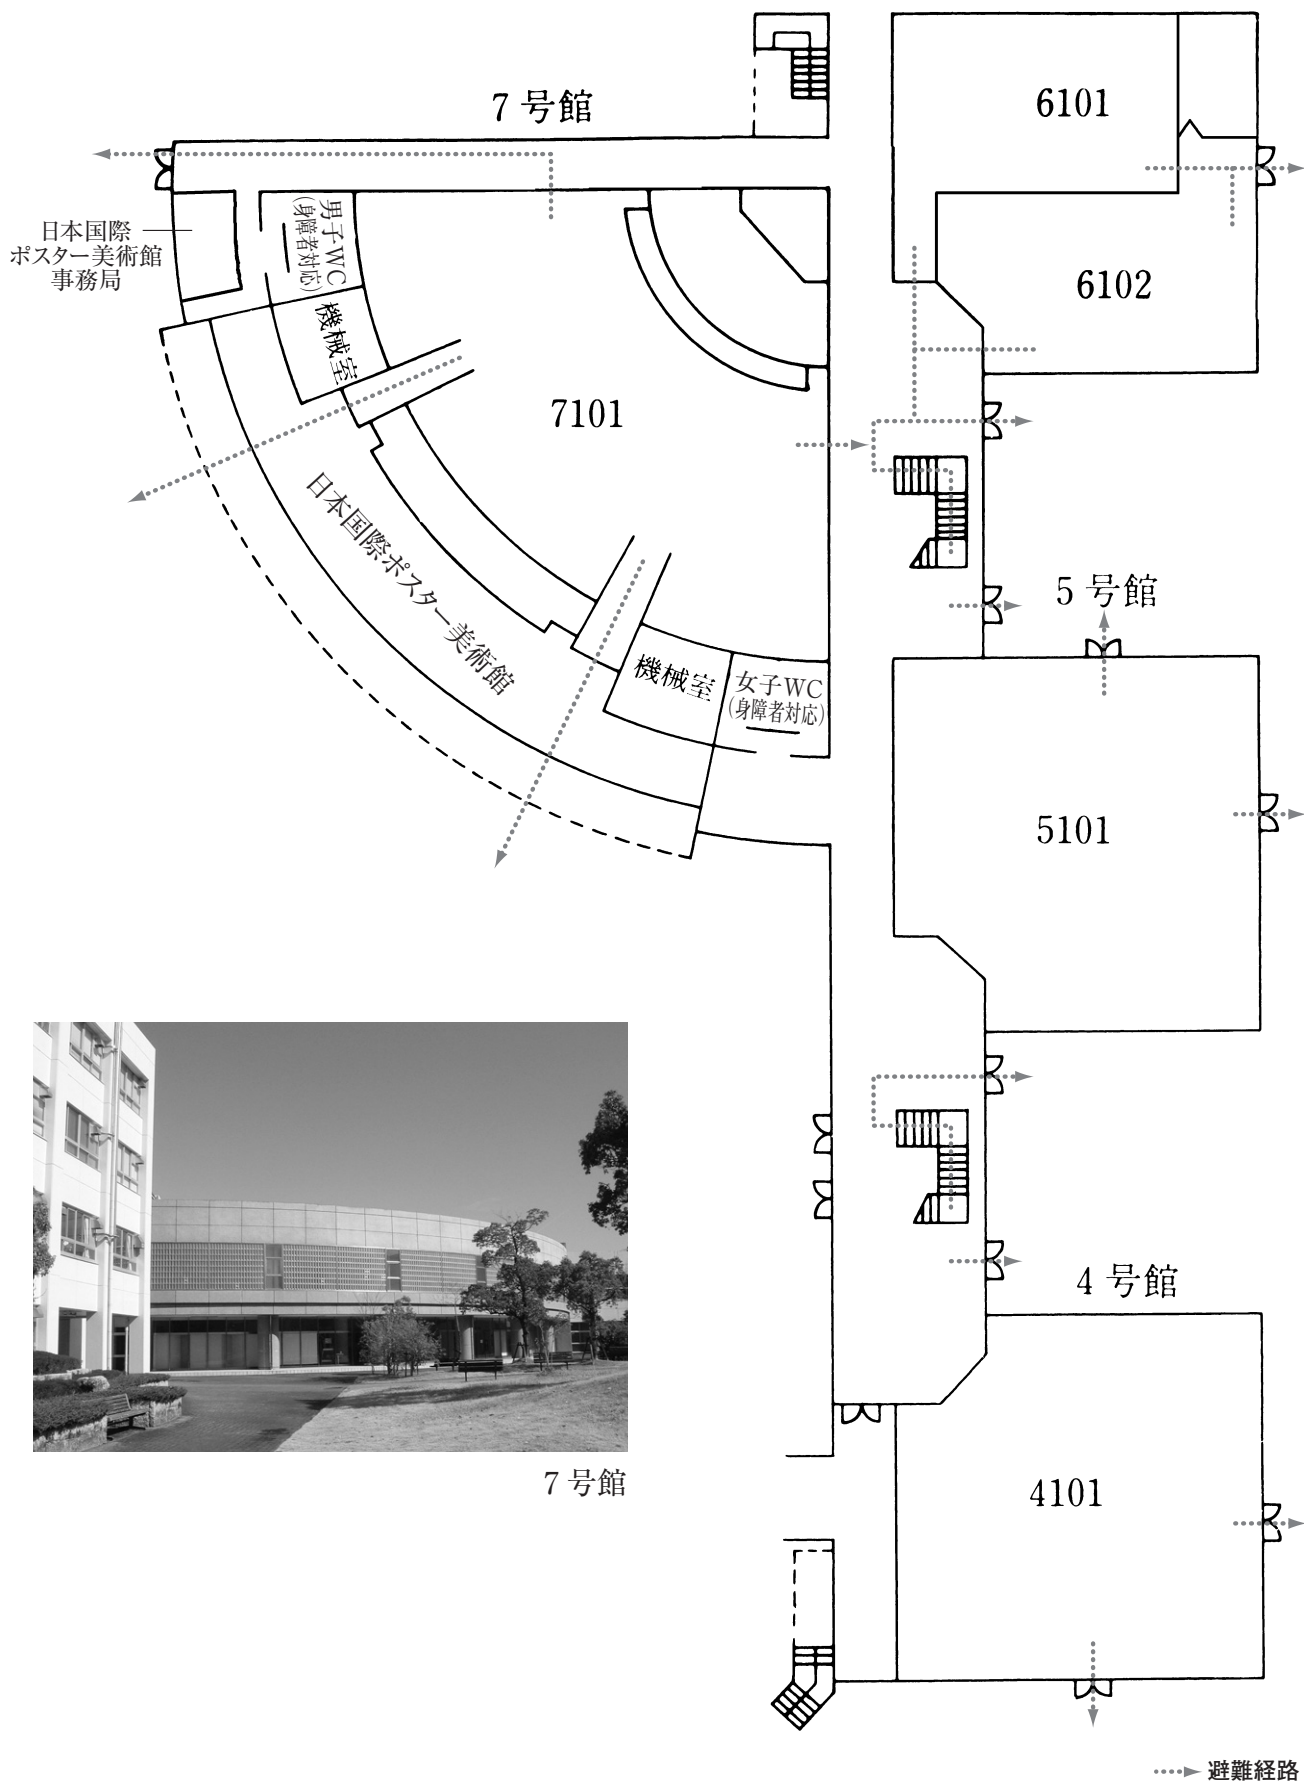 7 号館
6101
日本国際
ポスター美術館
事務局
男子WC
(身障者対応)
6102
機械室
7101
日本国際ポスター美術館
5 号館
機械室
女子WC
(身障者対応)
5101
4 号館
7 号館
4101
避難経路